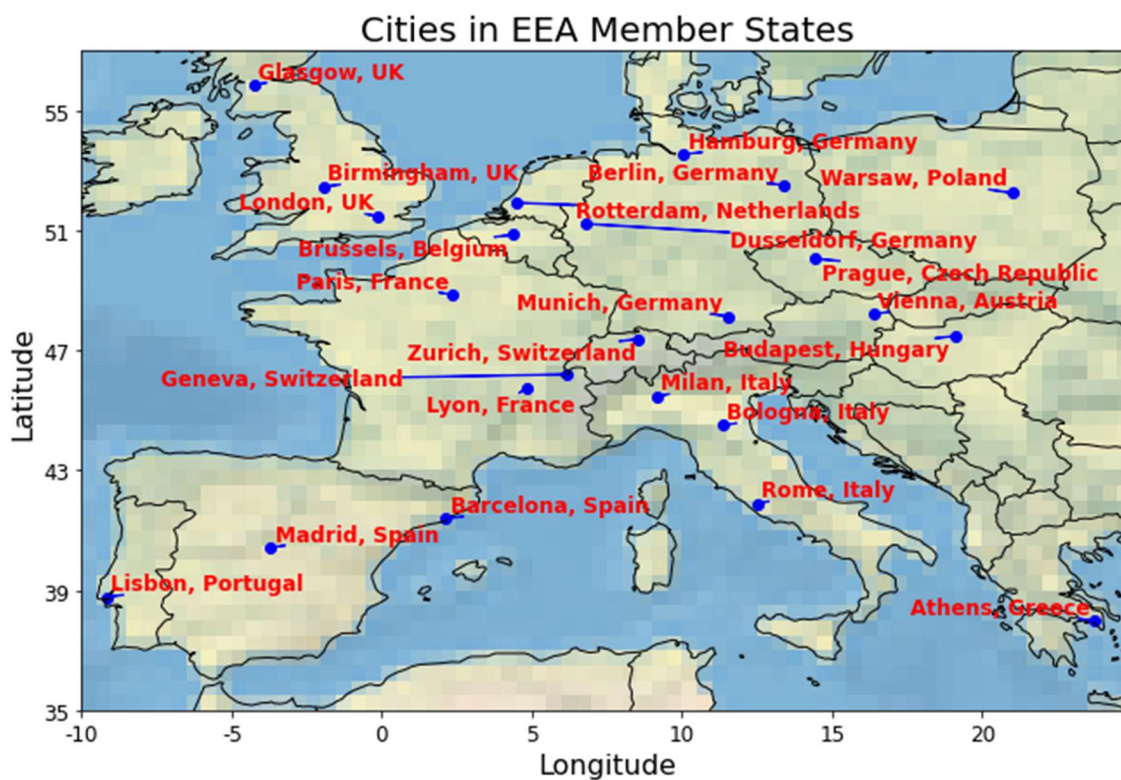 Cities in EEA Member States
Glasgow, UK
55
Hamburg, Germany
Birmingham, UK
Berlin, Germany
Warsaw, Poland
London, UK
Rotterdam, Netherlands
51
Dusseldorf, Germany
Brussels, Belgium
Prague, Czech Republic
Paris, France
Munich, Germany
Vienna, Austria
47
Zurich, Switzerland
Budapest, Hungary
Geneva, Switzerland
Milan, Italy
Lyon, France
Bologna, Italy
43
Rome, Italy
Barcelona, Spain
Madrid, Spain
39
Lisbon, Portugal
Athens, Greece
35
Latitude
-10 -5 0 5 10 15 20
Longitude